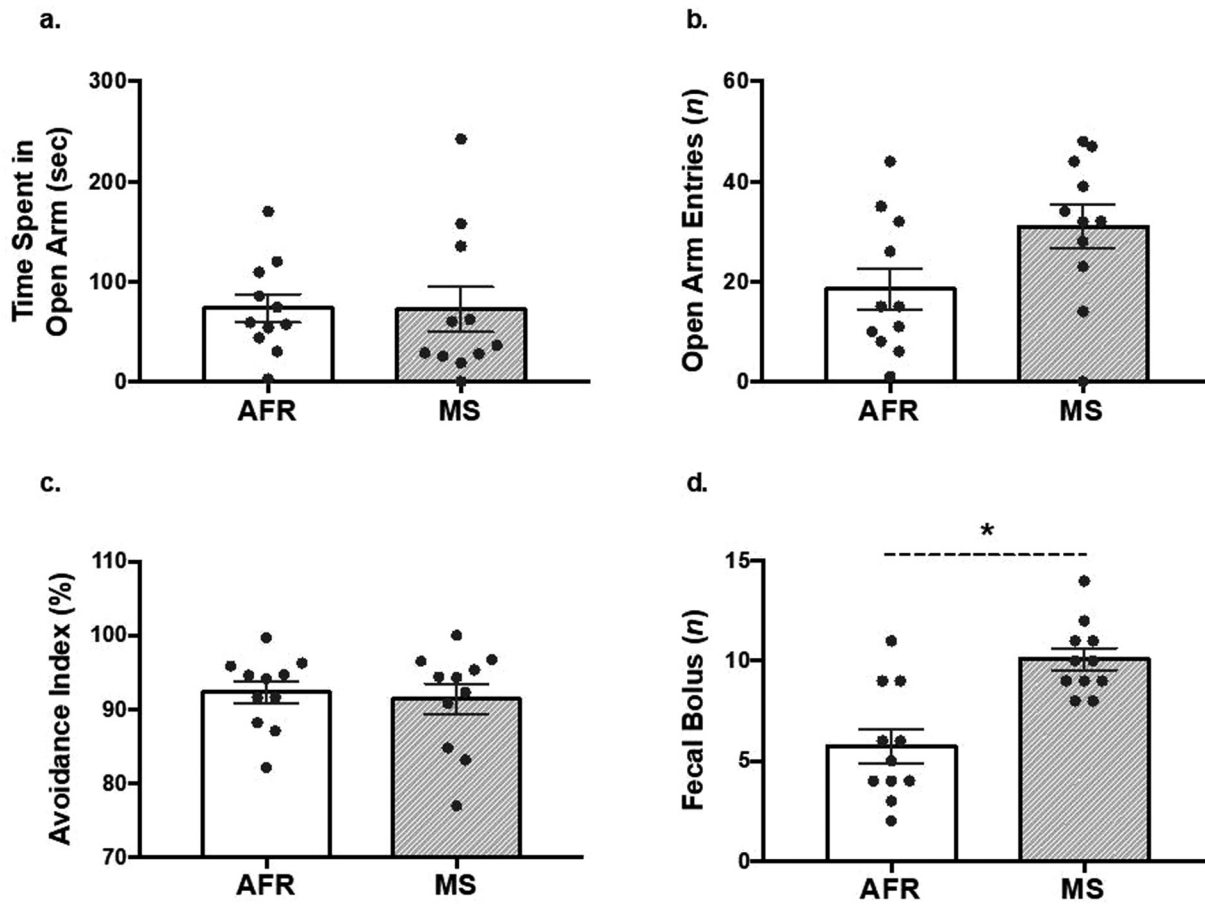 a.
Time Spent in
Open Arm (sec)
300
200
100
0
AFR
MS
b.
Open Arm Entries (n)
60
40
20
0
AFR
MS
c.
Avoidance Index (%)
110
100
90
80
70
AFR
MS
d.
Fecal Bolus (n)
15
10
5
0
*
AFR
MS